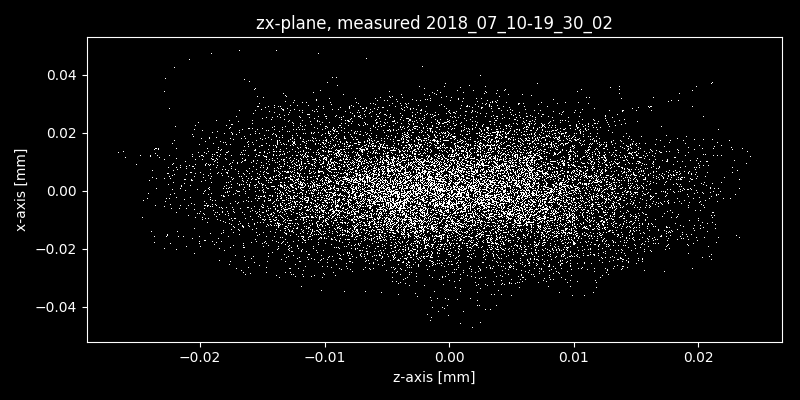 zx-plane, measured 2018_07_10-19_30_02
0.04
0.02
0.00
−0.02
−0.04
x-axis [mm]
−0.02 −0.01 0.00 0.01 0.02
z-axis [mm]